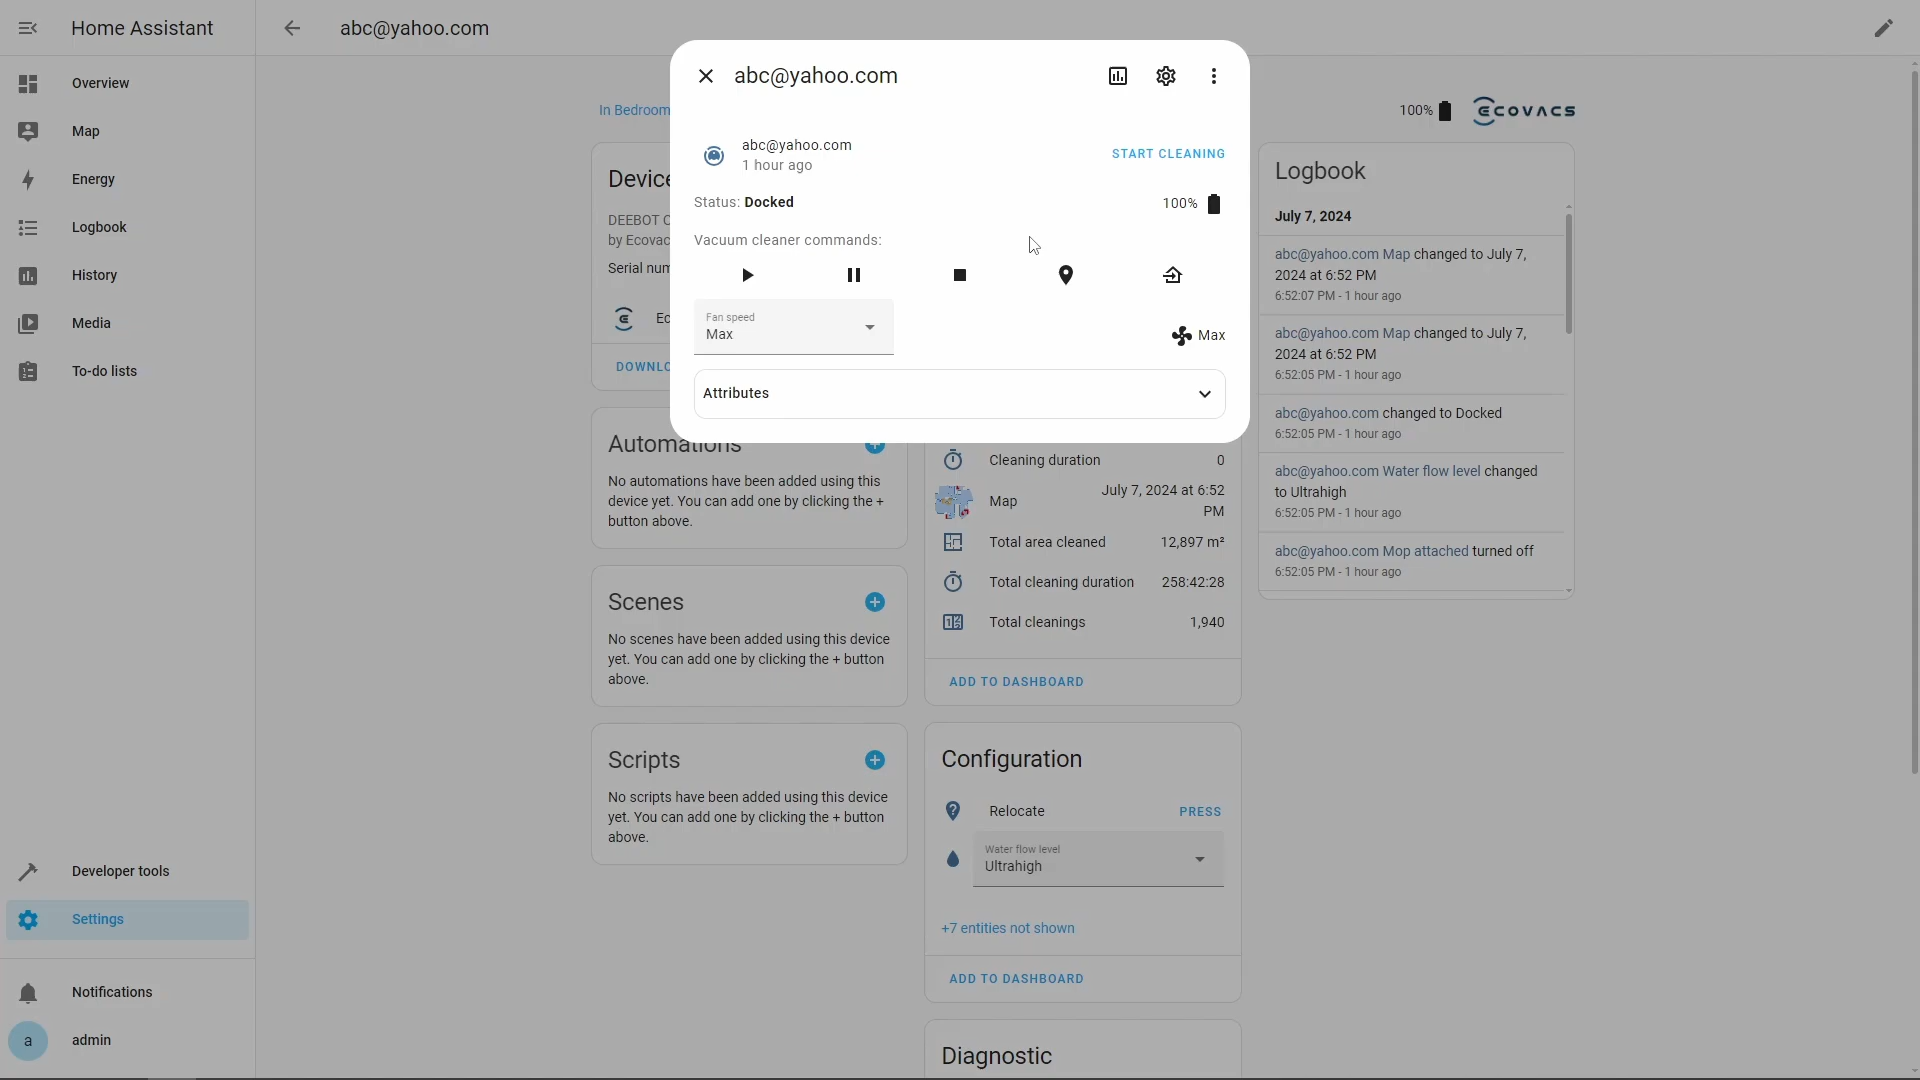 Home Assistant
Overview
Map
Energy
Logbook
History
Media
To-do lists
Developer tools
Settings
Notifications
a
admin
abc@yahoo.com
abc@yahoo.com
abc@yahoo.com
1 hour ago
START CLEANING
Status: Docked
100%
Vacuum cleaner commands:
Fan speed
Max
Max
Attributes
In Bedroom
100%
ECOVACS
Device
DEEBOT
by Ecovac
Serial num
Ec
DOWNLO
Automations
No automations have been added using this
device yet. You can add one by clicking the +
button above.
Scenes
No scenes have been added using this device
yet. You can add one by clicking the + button
above.
Scripts
No scripts have been added using this device
yet. You can add one by clicking the + button
above.
Cleaning duration
0
Map
July 7, 2024 at 6:52
PM
Total area cleaned
12,897 m²
Total cleaning duration
258:42:28
Total cleanings
1,940
ADD TO DASHBOARD
Configuration
Relocate
PRESS
Water flow level
Ultrahigh
+7 entities not shown
ADD TO DASHBOARD
Diagnostic
Logbook
July 7, 2024
abc@yahoo.com Map changed to July 7,
2024 at 6:52 PM
6:52:07 PM - 1 hour ago
abc@yahoo.com Map changed to July 7,
2024 at 6:52 PM
6:52:05 PM - 1 hour ago
abc@yahoo.com changed to Docked
6:52:05 PM - 1 hour ago
abc@yahoo.com Water flow level changed
to Ultrahigh
6:52:05 PM - 1 hour ago
abc@yahoo.com Mop attached turned off
6:52:05 PM - 1 hour ago